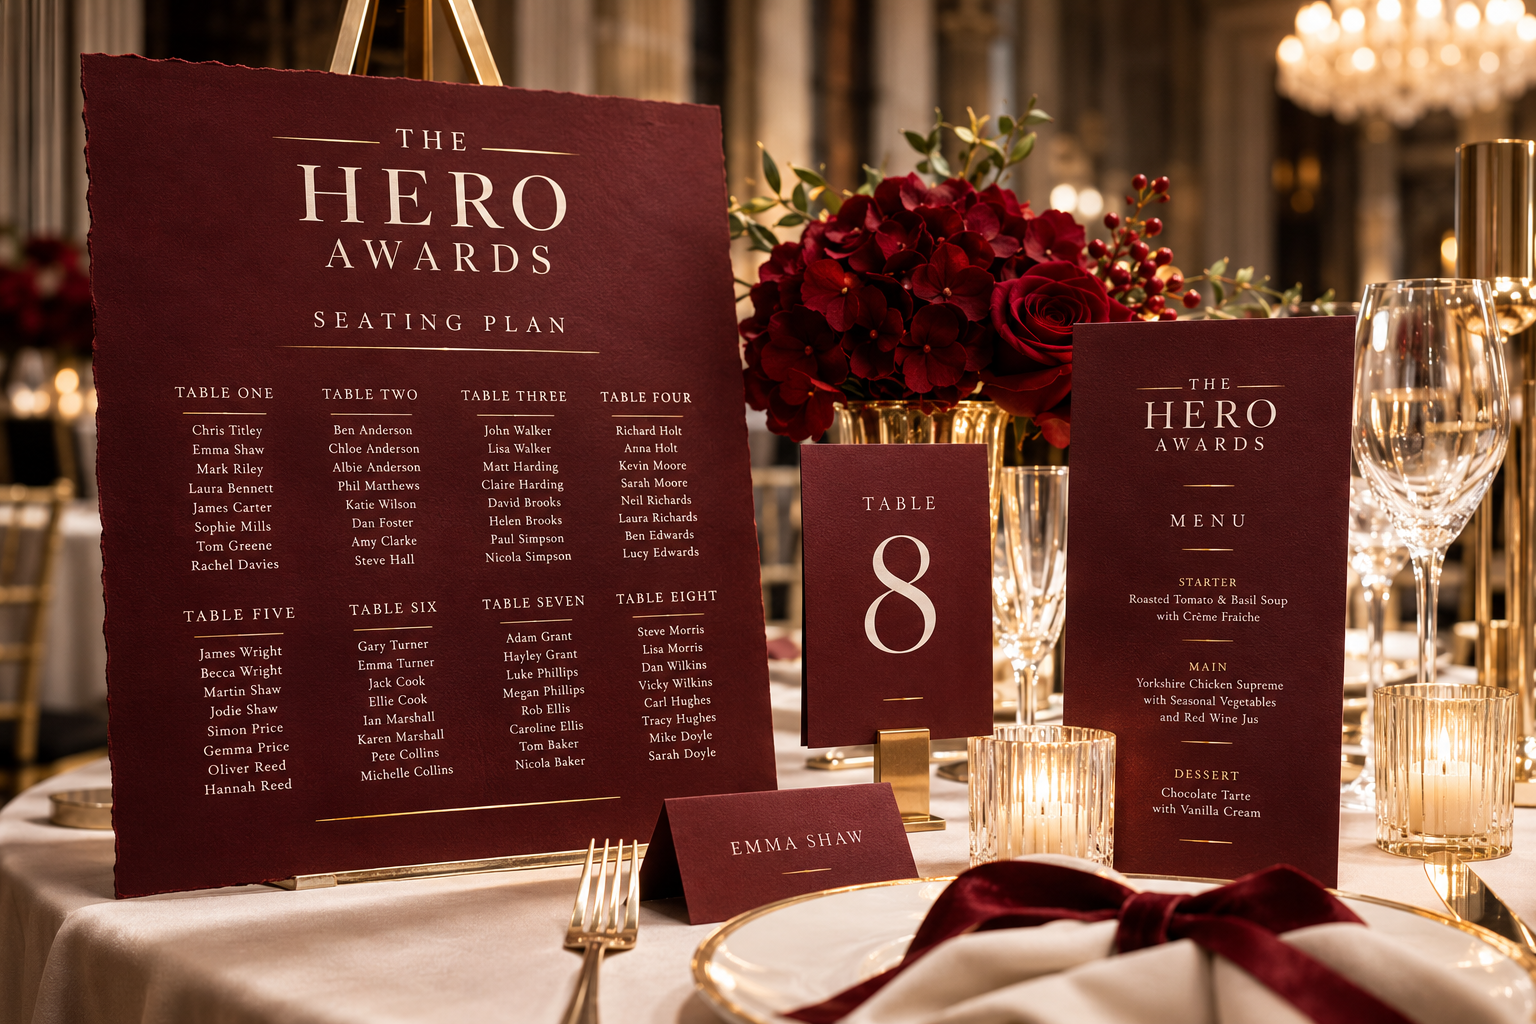 THE
HERO
AWARDS
SEATING PLAN
TABLE ONE
Chris Titley
Emma Shaw
Mark Riley
Laura Bennett
James Carter
Sophie Mills
Tom Greene
Rachel Davies
TABLE TWO
Ben Anderson
Chloe Anderson
Albie Anderson
Phil Matthews
Katie Wilson
Dan Foster
Amy Clarke
Steve Hall
TABLE THREE
John Walker
Lisa Walker
Matt Harding
Claire Harding
David Brooks
Helen Brooks
Paul Simpson
Nicola Simpson
TABLE FOUR
Richard Holt
Anna Holt
Kevin Moore
Sarah Moore
Neil Richards
Laura Richards
Ben Edwards
Lucy Edwards
TABLE FIVE
James Wright
Becca Wright
Martin Shaw
Jodie Shaw
Simon Price
Gemma Price
Oliver Reed
Hannah Reed
TABLE SIX
Gary Turner
Emma Turner
Jack Cook
Ellie Cook
Ian Marshall
Karen Marshall
Pete Collins
Michelle Collins
TABLE SEVEN
Adam Grant
Hayley Grant
Luke Phillips
Megan Phillips
Rob Ellis
Caroline Ellis
Tom Baker
Nicola Baker
TABLE EIGHT
Steve Morris
Lisa Morris
Dan Wilkins
Vicky Wilkins
Carl Hughes
Tracy Hughes
Mike Doyle
Sarah Doyle
TABLE
8
EMMA SHAW
THE
HERO
AWARDS
MENU
STARTER
Roasted Tomato & Basil Soup
with Crème Fraiche
MAIN
Yorkshire Chicken Supreme
with Seasonal Vegetables
and Red Wine Jus
DESSERT
Chocolate Tarte
with Vanilla Cream